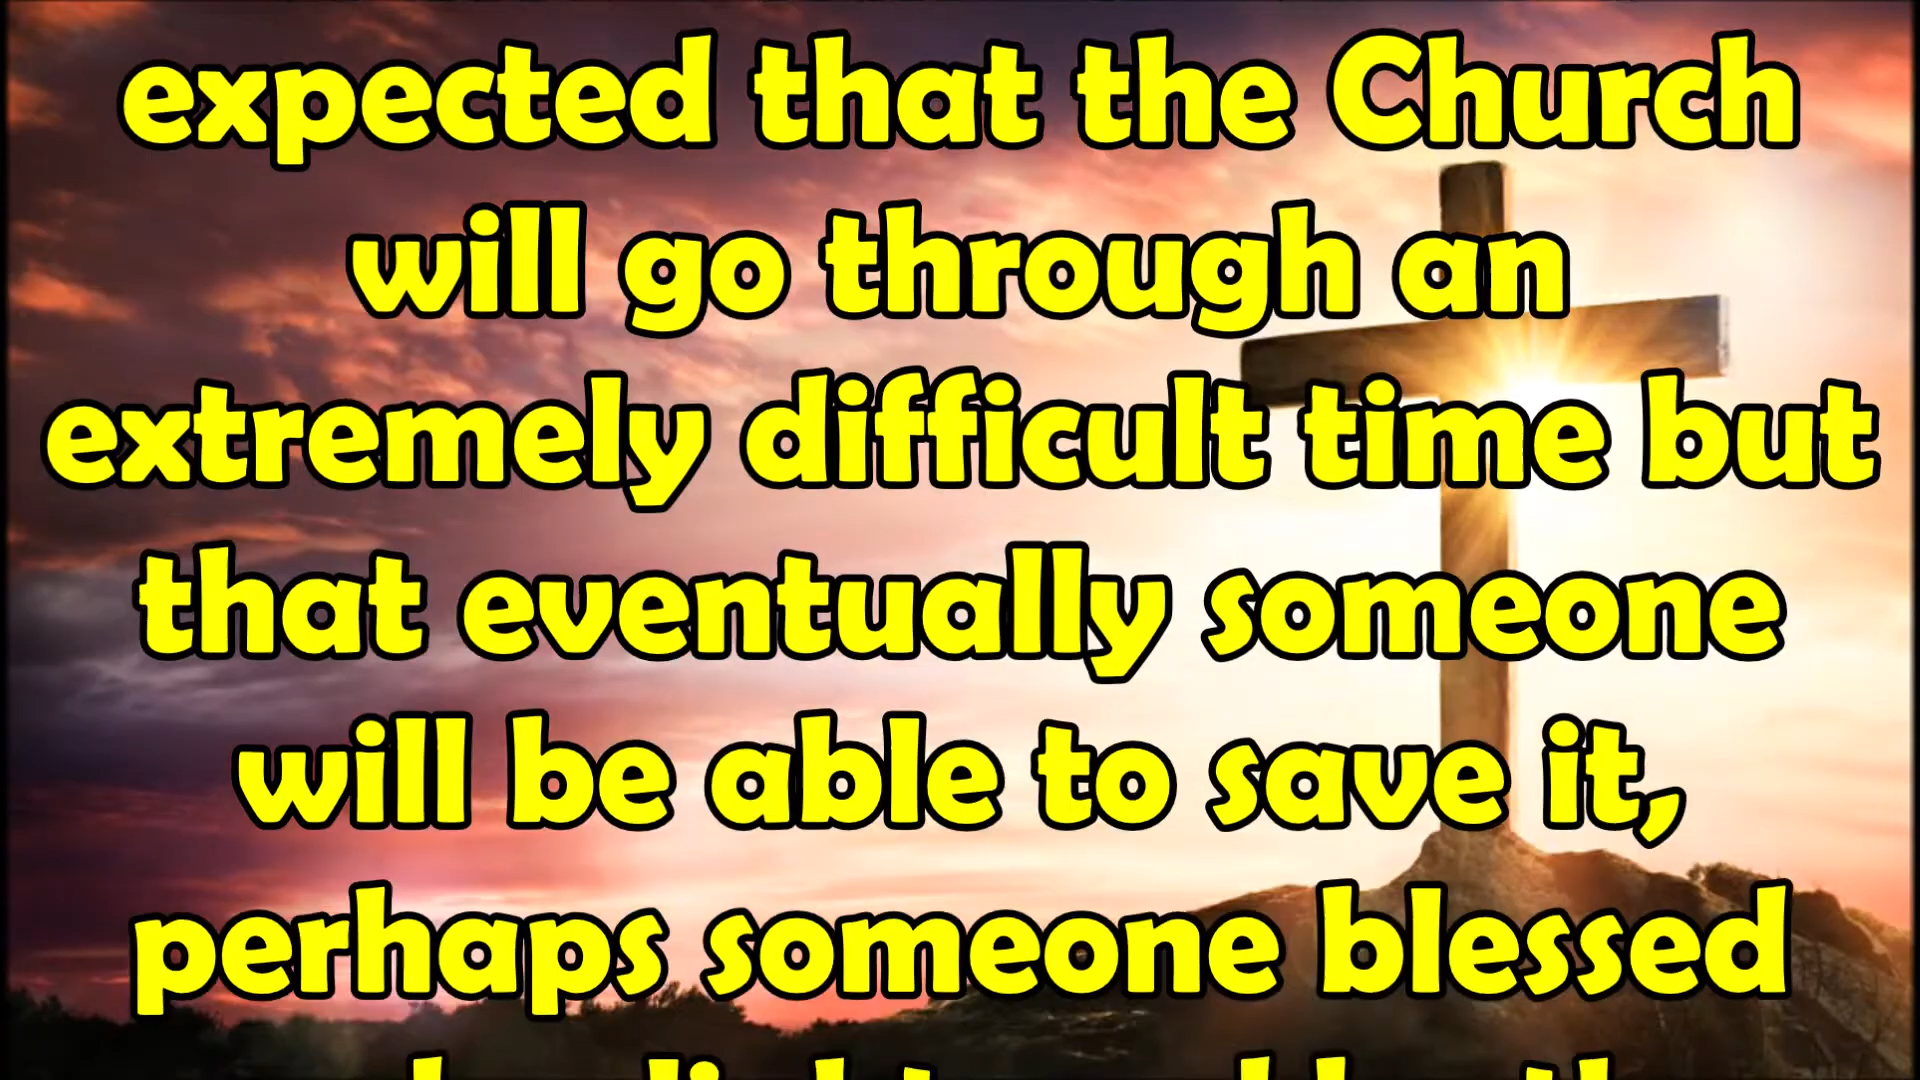 expected that the Church
will go through an
extremely difficult time but
that eventually someone
will be able to save it,
perhaps someone blessed